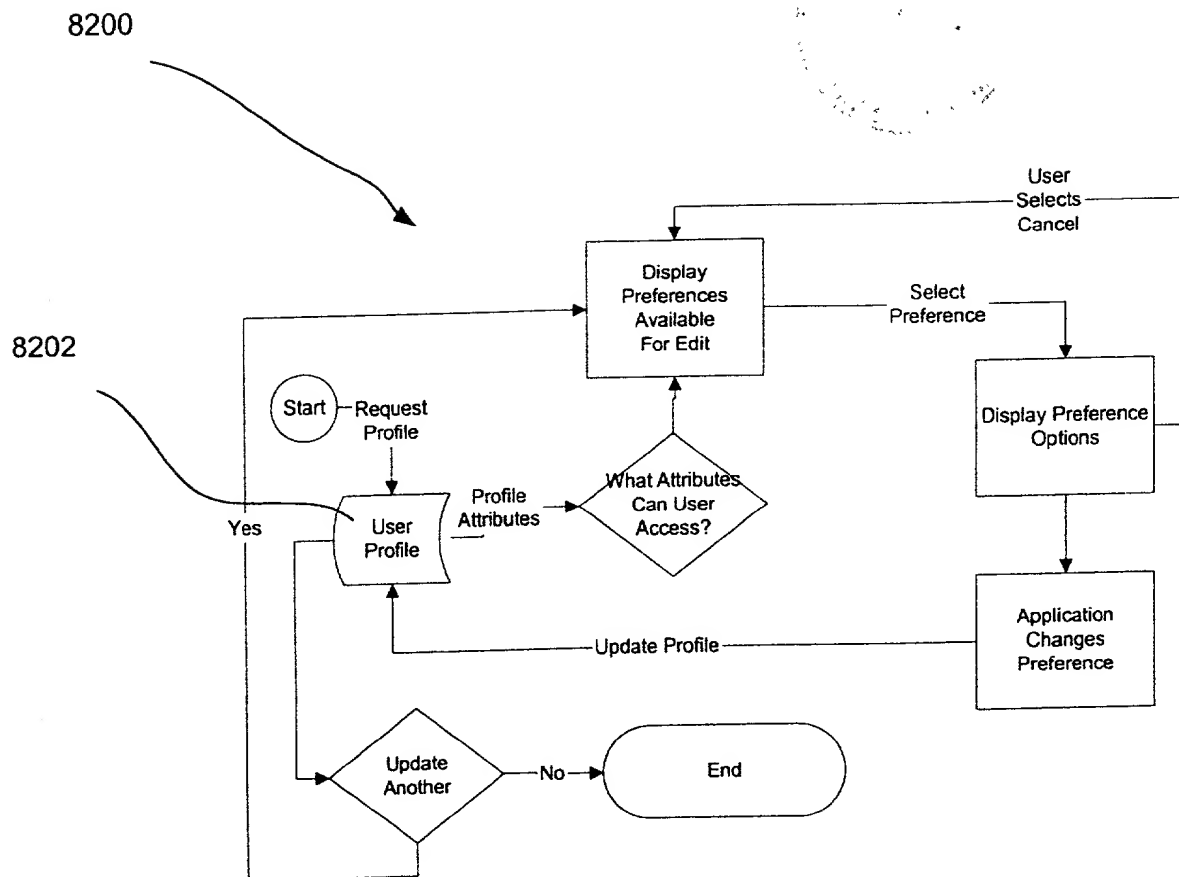 8200
User
Selects
Cancel
Display
Preferences
Available
For Edit
Select
Preference
8202
Start
Request
Profile
Display Preference
Options
What Attributes
Can User
Access?
Profile
Attributes
User
Profile
Yes
Application
Changes
Preference
Update Profile
Update
Another
No
End